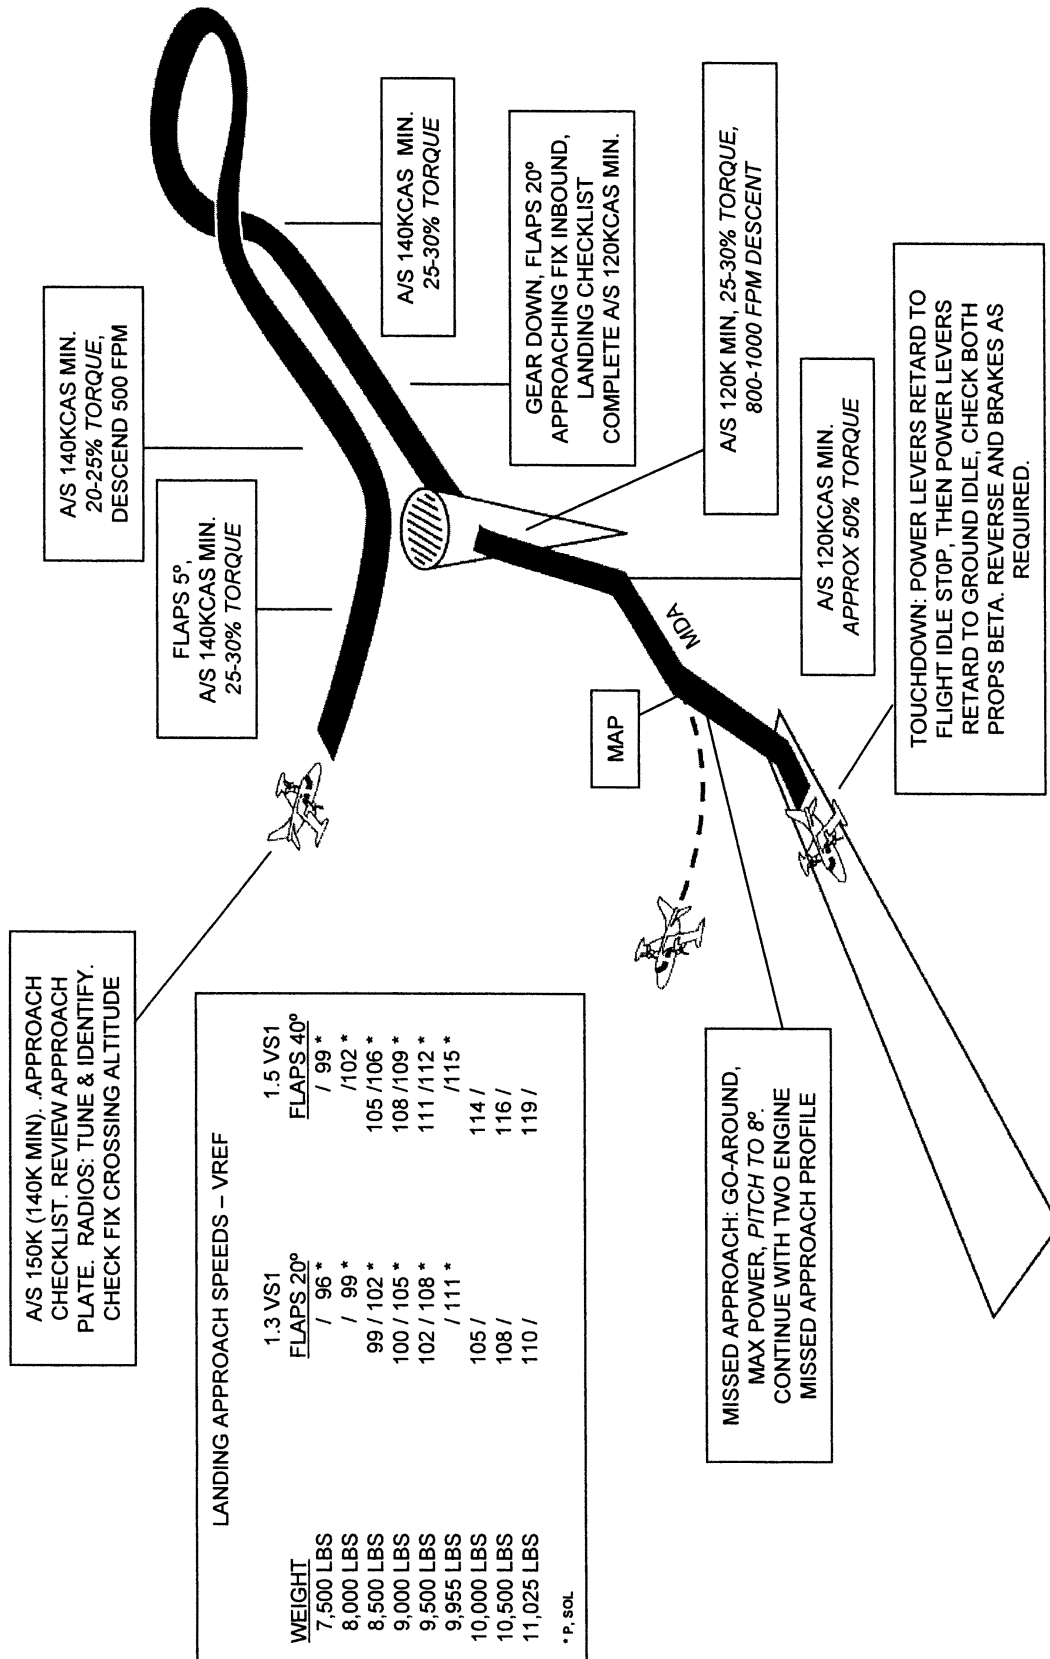 A/S 150K (140K MIN). .APPROACH
CHECKLIST. REVIEW APPROACH
PLATE. RADIOS: TUNE & IDENTIFY.
CHECK FIX CROSSING ALTITUDE
FLAPS 5º,
A/S 140KCAS MIN.
25-30% TORQUE
A/S 140KCAS MIN.
20-25% TORQUE,
DESCEND 500 FPM
A/S 140KCAS MIN.
25-30% TORQUE
GEAR DOWN, FLAPS 20º
APPROACHING FIX INBOUND,
LANDING CHECKLIST
COMPLETE A/S 120KCAS MIN.
A/S 120K MIN, 25-30% TORQUE,
800-1000 FPM DESCENT
A/S 120KCAS MIN.
APPROX 50% TORQUE
MDA
MAP
TOUCHDOWN: POWER LEVERS RETARD TO
FLIGHT IDLE ST0P, THEN POWER LEVERS
RETARD TO GROUND IDLE, CHECK BOTH
PROPS BETA. REVERSE AND BRAKES AS
REQUIRED.
MISSED APPROACH: GO-AROUND,
MAX POWER, PITCH TO 8º.
CONTINUE WITH TWO ENGINE
MISSED APPROACH PROFILE
LANDING APPROACH SPEEDS – VREF
1.3 VS1 1.5 VS1
WEIGHT FLAPS 20º FLAPS 40º
7,500 LBS / 96 * / 99 *
8,000 LBS / 99 * /102 *
8,500 LBS 99 / 102 * 105 /106 *
9,000 LBS 100 / 105 * 108 /109 *
9,500 LBS 102 / 108 * 111 /112 *
9,955 LBS / 111 * /115 *
10,000 LBS 105 / 114 /
10,500 LBS 108 / 116 /
11,025 LBS 110 / 119 /
* P, SOL